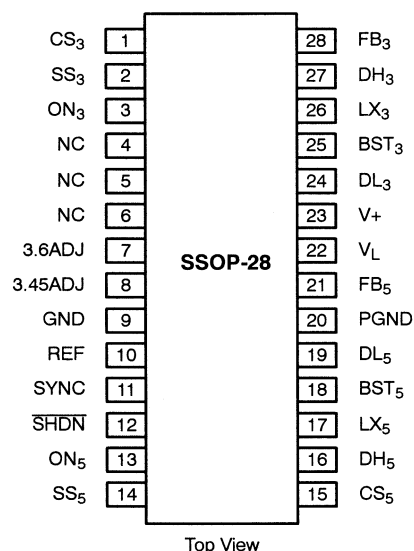 CS3 1 28 FB3
SS3 2 27 DH3
ON3 3 26 LX3
NC 4 25 BST3
NC 5 24 DL3
NC 6 23 V+
3.6ADJ 7 22 VL
SSOP-28
3.45ADJ 8 21 FB5
GND 9 20 PGND
REF 10 19 DL5
SYNC 11 18 BST5
SHDN 12 17 LX5
ON5 13 16 DH5
SS5 14 15 CS5
Top View